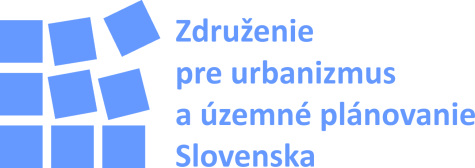 Združenie
pre urbanizmus
a územné plánovanie
Slovenska